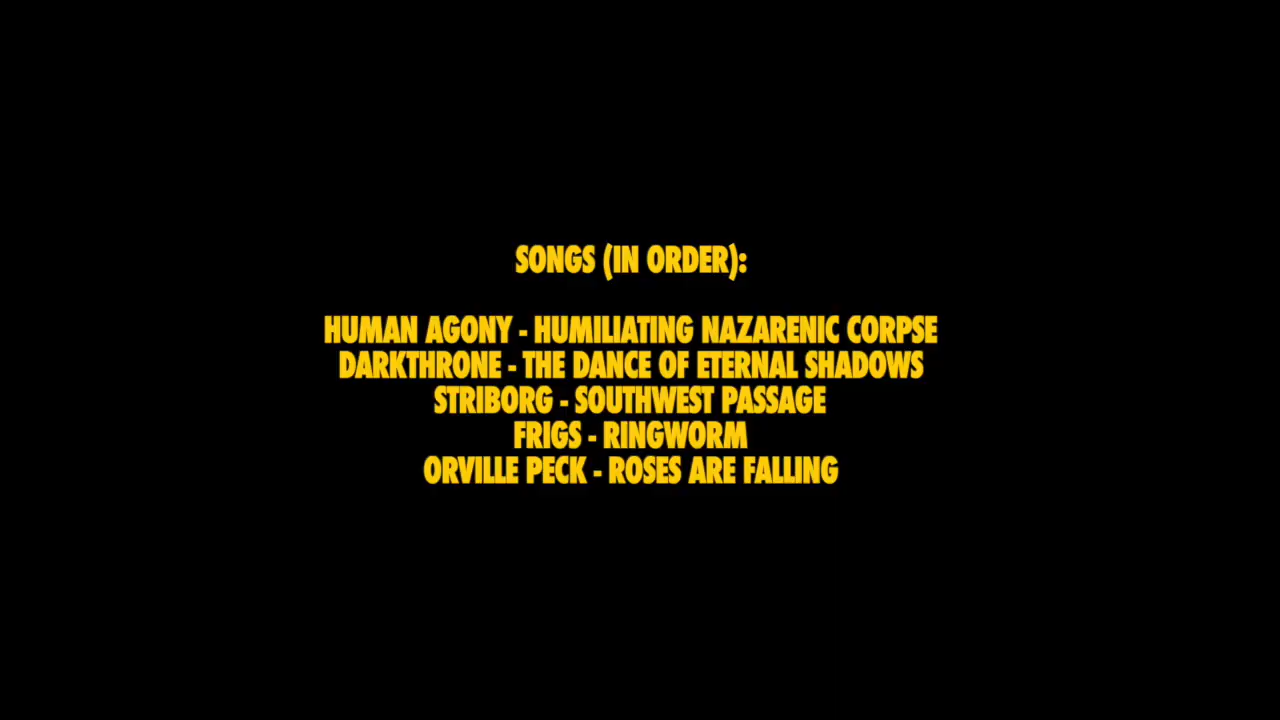 SONGS (IN ORDER):
HUMAN AGONY - HUMILIATING NAZARENIC CORPSE
DARKTHRONE - THE DANCE OF ETERNAL SHADOWS
STRIBORG - SOUTHWEST PASSAGE
FRIGS - RINGWORM
ORVILLE PECK - ROSES ARE FALLING